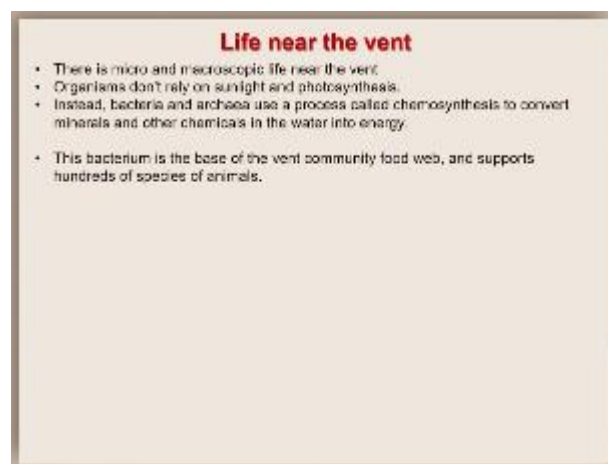 Life near the vent
• There is micro and macroscopic life near the vent
• Organisms don't rely on sunlight and photosynthesis.
• Instead, bacteria and archaea use a process called chemosynthesis to convert
minerals and other chemicals in the water into energy.
• This bacterium is the base of the vent community food web, and supports
hundreds of species of animals.